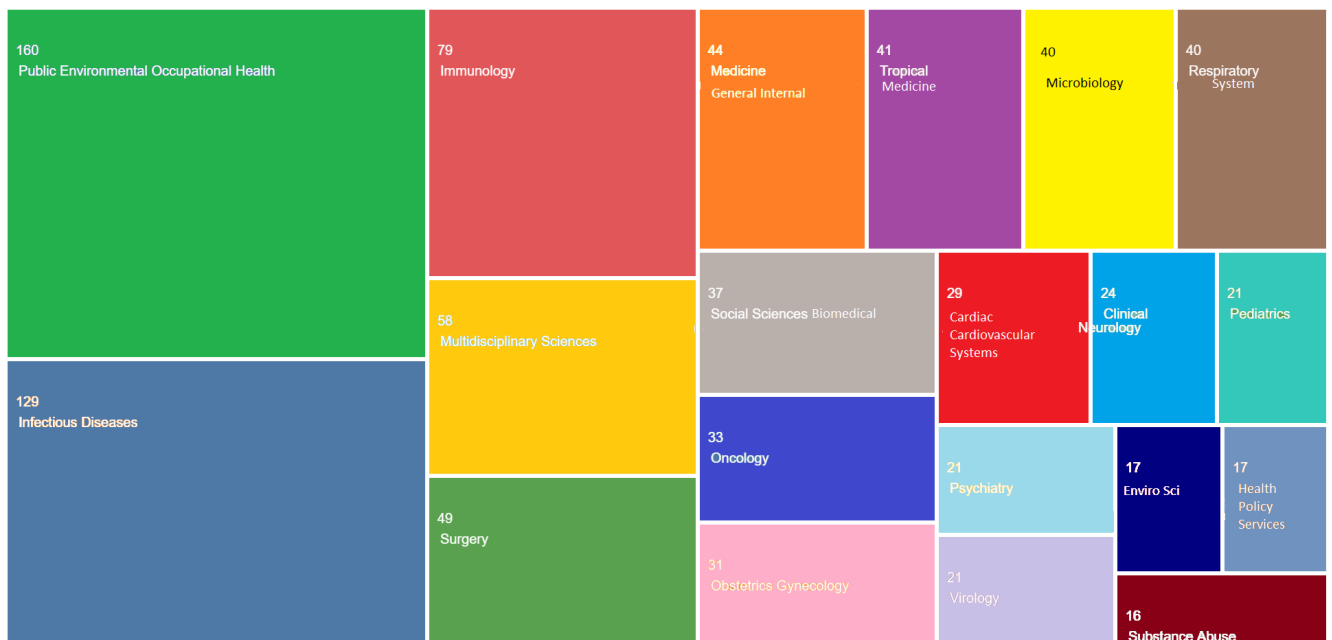 160
Public Environmental Occupational Health
129
Infectious Diseases
79
Immunology
58
Multidisciplinary Sciences
49
Surgery
44
Medicine
General Internal
41
Tropical
Medicine
40
Microbiology
40
Respiratory
System
37
Social Sciences Biomedical
33
Oncology
31
Obstetrics Gynecology
29
Cardiac
Cardiovascular
Systems
24
Clinical
Neurology
21
Pediatrics
21
Psychiatry
21
Virology
17
Enviro Sci
17
Health
Policy
Services
16
Substance Abuse